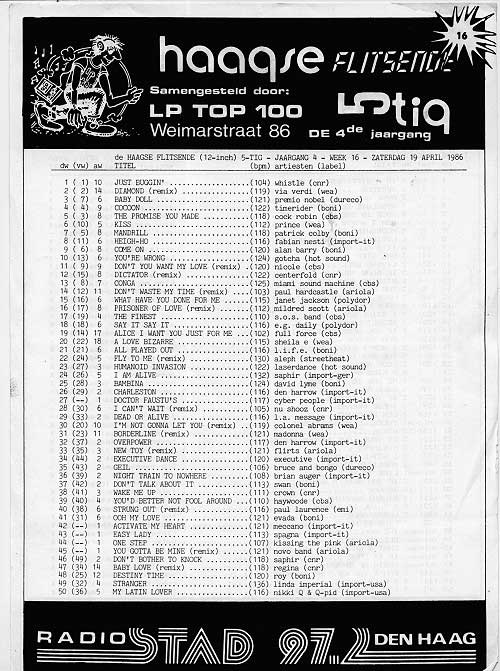 16
haagse FLITSENDE
Samengesteld door:
LP TOP 100
5tiq
Weimarstraat 86
DE 4de jaargang
de HAAGSE FLITSENDE (12-inch) 5-TIG - JAARGANG 4 - WEEK 16 - ZATERDAG 19 APRIL 1986
dw (vw) aw TITEL (bpm) artiesten (label)
1 ( 1) 10 JUST BUGGIN' .................. (104) whistle (cnr)
2 ( 2) 14 DIAMOND (remix) ................ (119) via verdi (wea)
3 ( 7) 6 BABY DOLL ...................... (121) premio nobel (dureco)
4 ( 4) 9 COCOON ......................... (122) timerider (boni)
5 ( 3) 8 THE PROMISE YOU MADE ........... (118) cock robin (cbs)
6 (10) 5 KISS ........................... (112) prince (wea)
7 ( 5) 8 MANDRILL ....................... (118) patrick colby (boni)
8 (11) 6 HEIGH-HO ....................... (116) fabian nesti (import-it)
9 ( 6) 8 COME ON ........................ (120) alan barry (boni)
10 (13) 6 YOU'RE WRONG ................... (124) gotcha (hot sound)
11 ( 9) 9 DON'T YOU WANT MY LOVE (remix) . (120) nicole (cbs)
12 (15) 8 DICTATOR (remix) ............... (122) centerfold (cnr)
13 ( 8) 7 CONGA .......................... (125) miami sound machine (cbs)
14 (12) 11 DON'T WASTE MY TIME (remix) .... (103) paul hardcastle (ariola)
15 (16) 6 WHAT HAVE YOU DONE FOR ME ...... (115) janet jackson (polydor)
16 (17) 8 PRISONER OF LOVE (remix) ....... (112) mildred scott (ariola)
17 (19) 4 THE FINEST ..................... (110) s.o.s. band (cbs)
18 (18) 6 SAY IT SAY IT .................. (116) e.g. daily (polydor)
19 (14) 17 ALICE I WANT YOU JUST FOR ME ... (102) full force (cbs)
20 (22) 18 A LOVE BIZARRE ................. (115) sheila e (wea)
21 (21) 6 ALL PLAYED OUT ................. (116) l.i.f.e. (boni)
22 (24) 5 FLY TO ME (remix) .............. (130) aleph (streetheat)
23 (27) 3 HUMANOID INVASION .............. (122) laserdance (hot sound)
24 (26) 5 I AM ALIVE ..................... (132) saphir (import-ger)
25 (28) 3 BAMBINA ........................ (124) david lyme (boni)
26 (29) 2 CHARLESTON ..................... (116) den harrow (import-it)
27 (--) 1 DOCTOR FAUSTU'S ................ (117) cyber people (import-it)
28 (30) 6 I CAN'T WAIT (remix) ........... (105) nu shooz (cnr)
29 (33) 2 DEAD OR ALIVE .................. (116) l.a. message (import-it)
30 (20) 10 I'M NOT GONNA LET YOU (remix) .. (119) colonel abrams (wea)
31 (23) 11 BORDERLINE (remix) ............. (121) madonna (wea)
32 (37) 2 OVERPOWER ...................... (117) den harrow (import-it)
33 (35) 3 NEW TOY (remix) ................ (121) flirts (ariola)
34 (44) 2 EXECUTIVE DANCE ................ (120) executive (import-it)
35 (43) 2 GEIL ........................... (106) bruce and bongo (dureco)
36 (39) 2 NIGHT TRAIN TO NOWHERE ......... (108) brian auger (import-it)
37 (42) 2 DON'T TALK ABOUT IT ............ (113) swan (boni)
38 (41) 3 WAKE ME UP ..................... (111) crown (cnr)
39 (40) 4 YOU'D BETTER NOT FOOL AROUND ... (110) haywoode (cbs)
40 (38) 6 STRUNG OUT (remix) ............. (116) paul laurence (emi)
41 (31) 6 OOH MY LOVE .................... (121) evada (boni)
42 (--) 1 ACTIVATE MY HEART .............. (121) meccano (import-it)
43 (--) 1 EASY LADY ...................... (113) spagna (import-it)
44 (--) 1 ONE STEP ....................... (107) kissing the pink (ariola)
45 (--) 1 YOU GOTTA BE MINE (remix) ...... (121) novo band (ariola)
46 (49) 2 DON'T BOTHER TO KNOCK .......... (118) saphir (cnr)
47 (34) 14 BABY LOVE (remix) .............. (118) regina (cnr)
48 (25) 12 DESTINY TIME ................... (120) roy (boni)
49 (32) 4 STRANGER ....................... (136) linda imperial (import-usa)
50 (36) 5 MY LATIN LOVER ................. (116) nikki Q & Q-pid (import-usa)
RADIO STAD 97.2 DEN HAAG